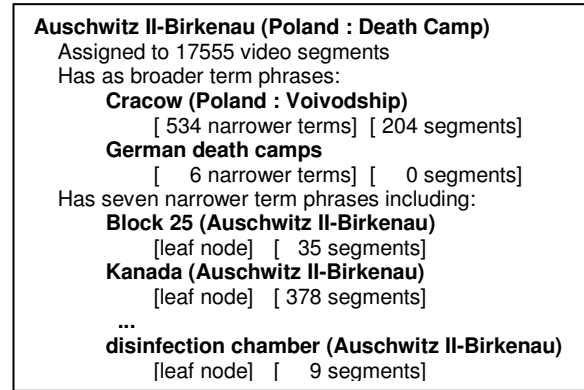 Auschwitz II-Birkenau (Poland : Death Camp)
Assigned to 17555 video segments
Has as broader term phrases:
Cracow (Poland : Voivodship)
[ 534 narrower terms] [ 204 segments]
German death camps
[ 6 narrower terms] [ 0 segments]
Has seven narrower term phrases including:
Block 25 (Auschwitz II-Birkenau)
[leaf node] [ 35 segments]
Kanada (Auschwitz II-Birkenau)
[leaf node] [ 378 segments]
...
disinfection chamber (Auschwitz II-Birkenau)
[leaf node] [ 9 segments]